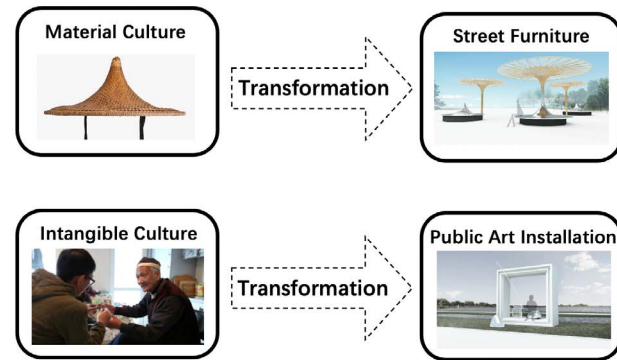 Material Culture
Transformation
Street Furniture
Intangible Culture
Transformation
Public Art Installation